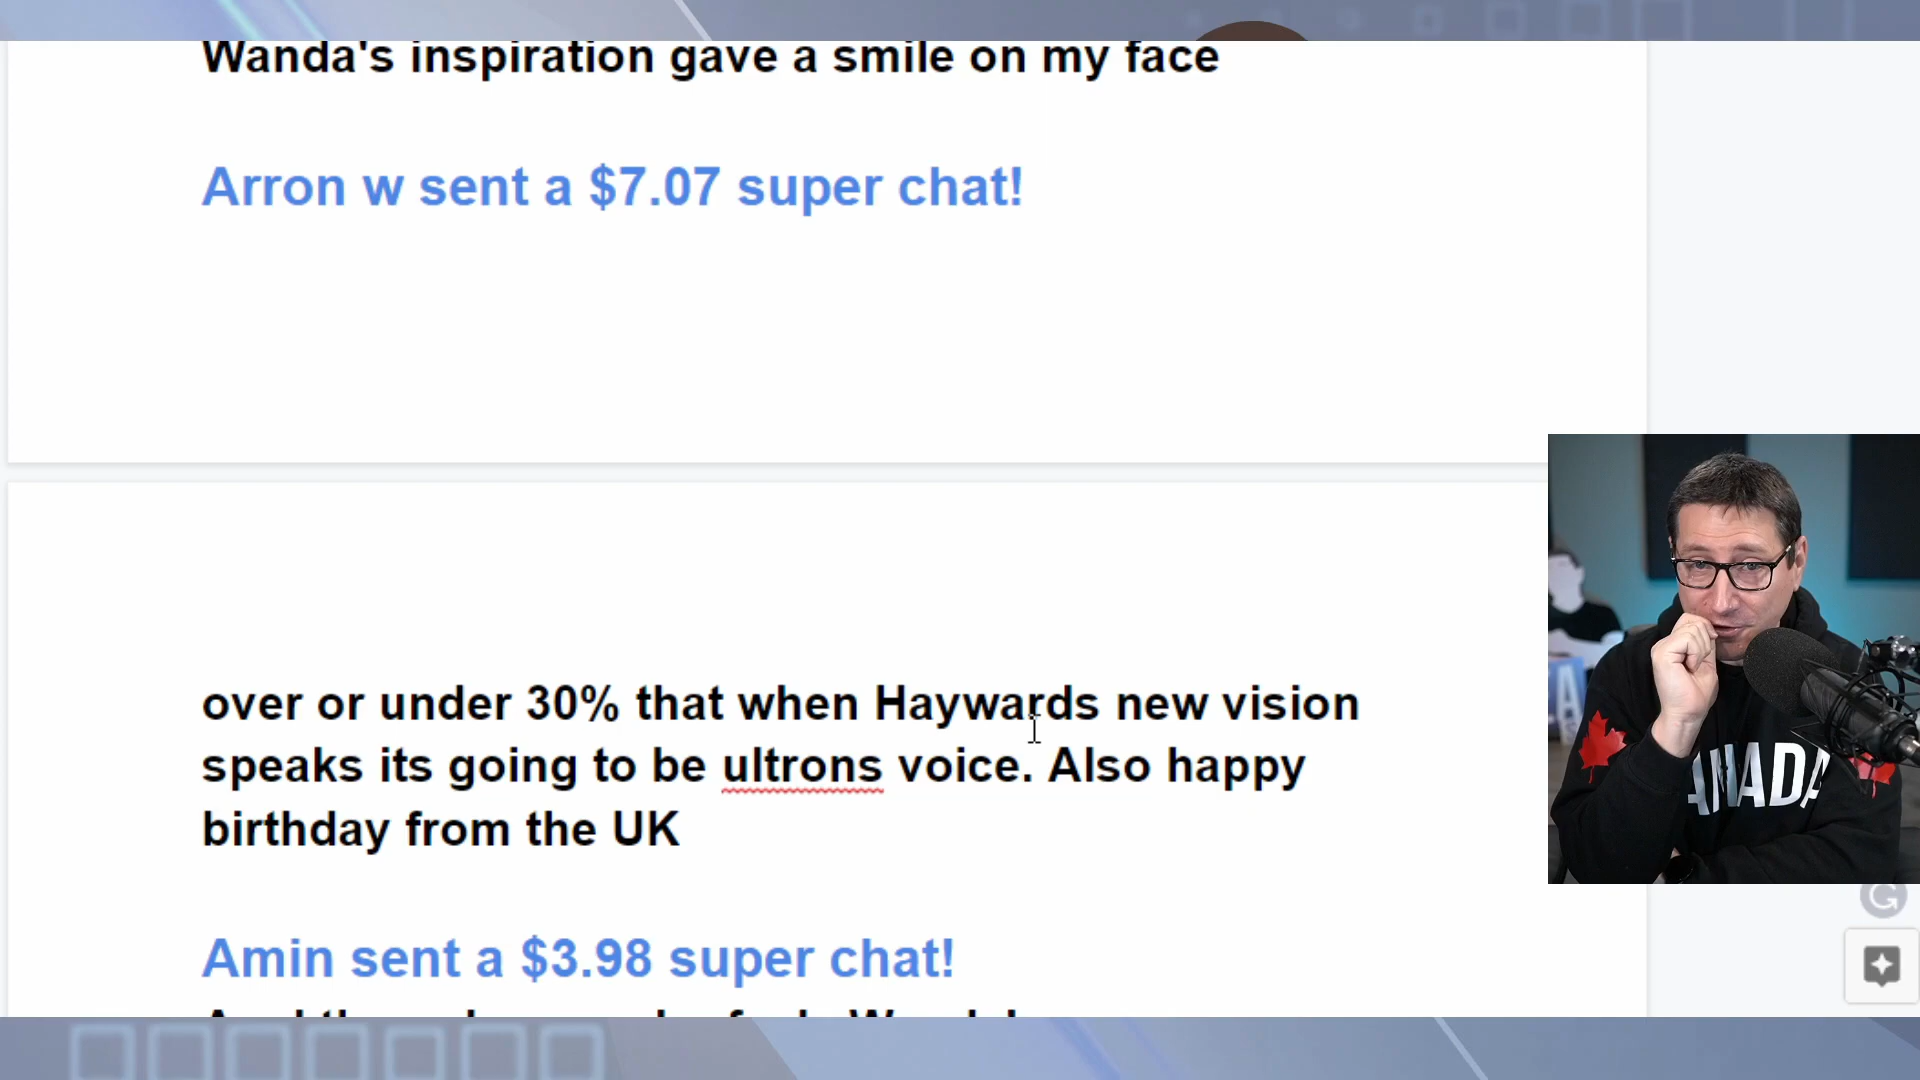 Wanda's inspiration gave a smile on my face
Arron w sent a $7.07 super chat!
over or under 30% that when Haywards new vision
speaks its going to be ultrons voice. Also happy
birthday from the UK
Amin sent a $3.98 super chat!